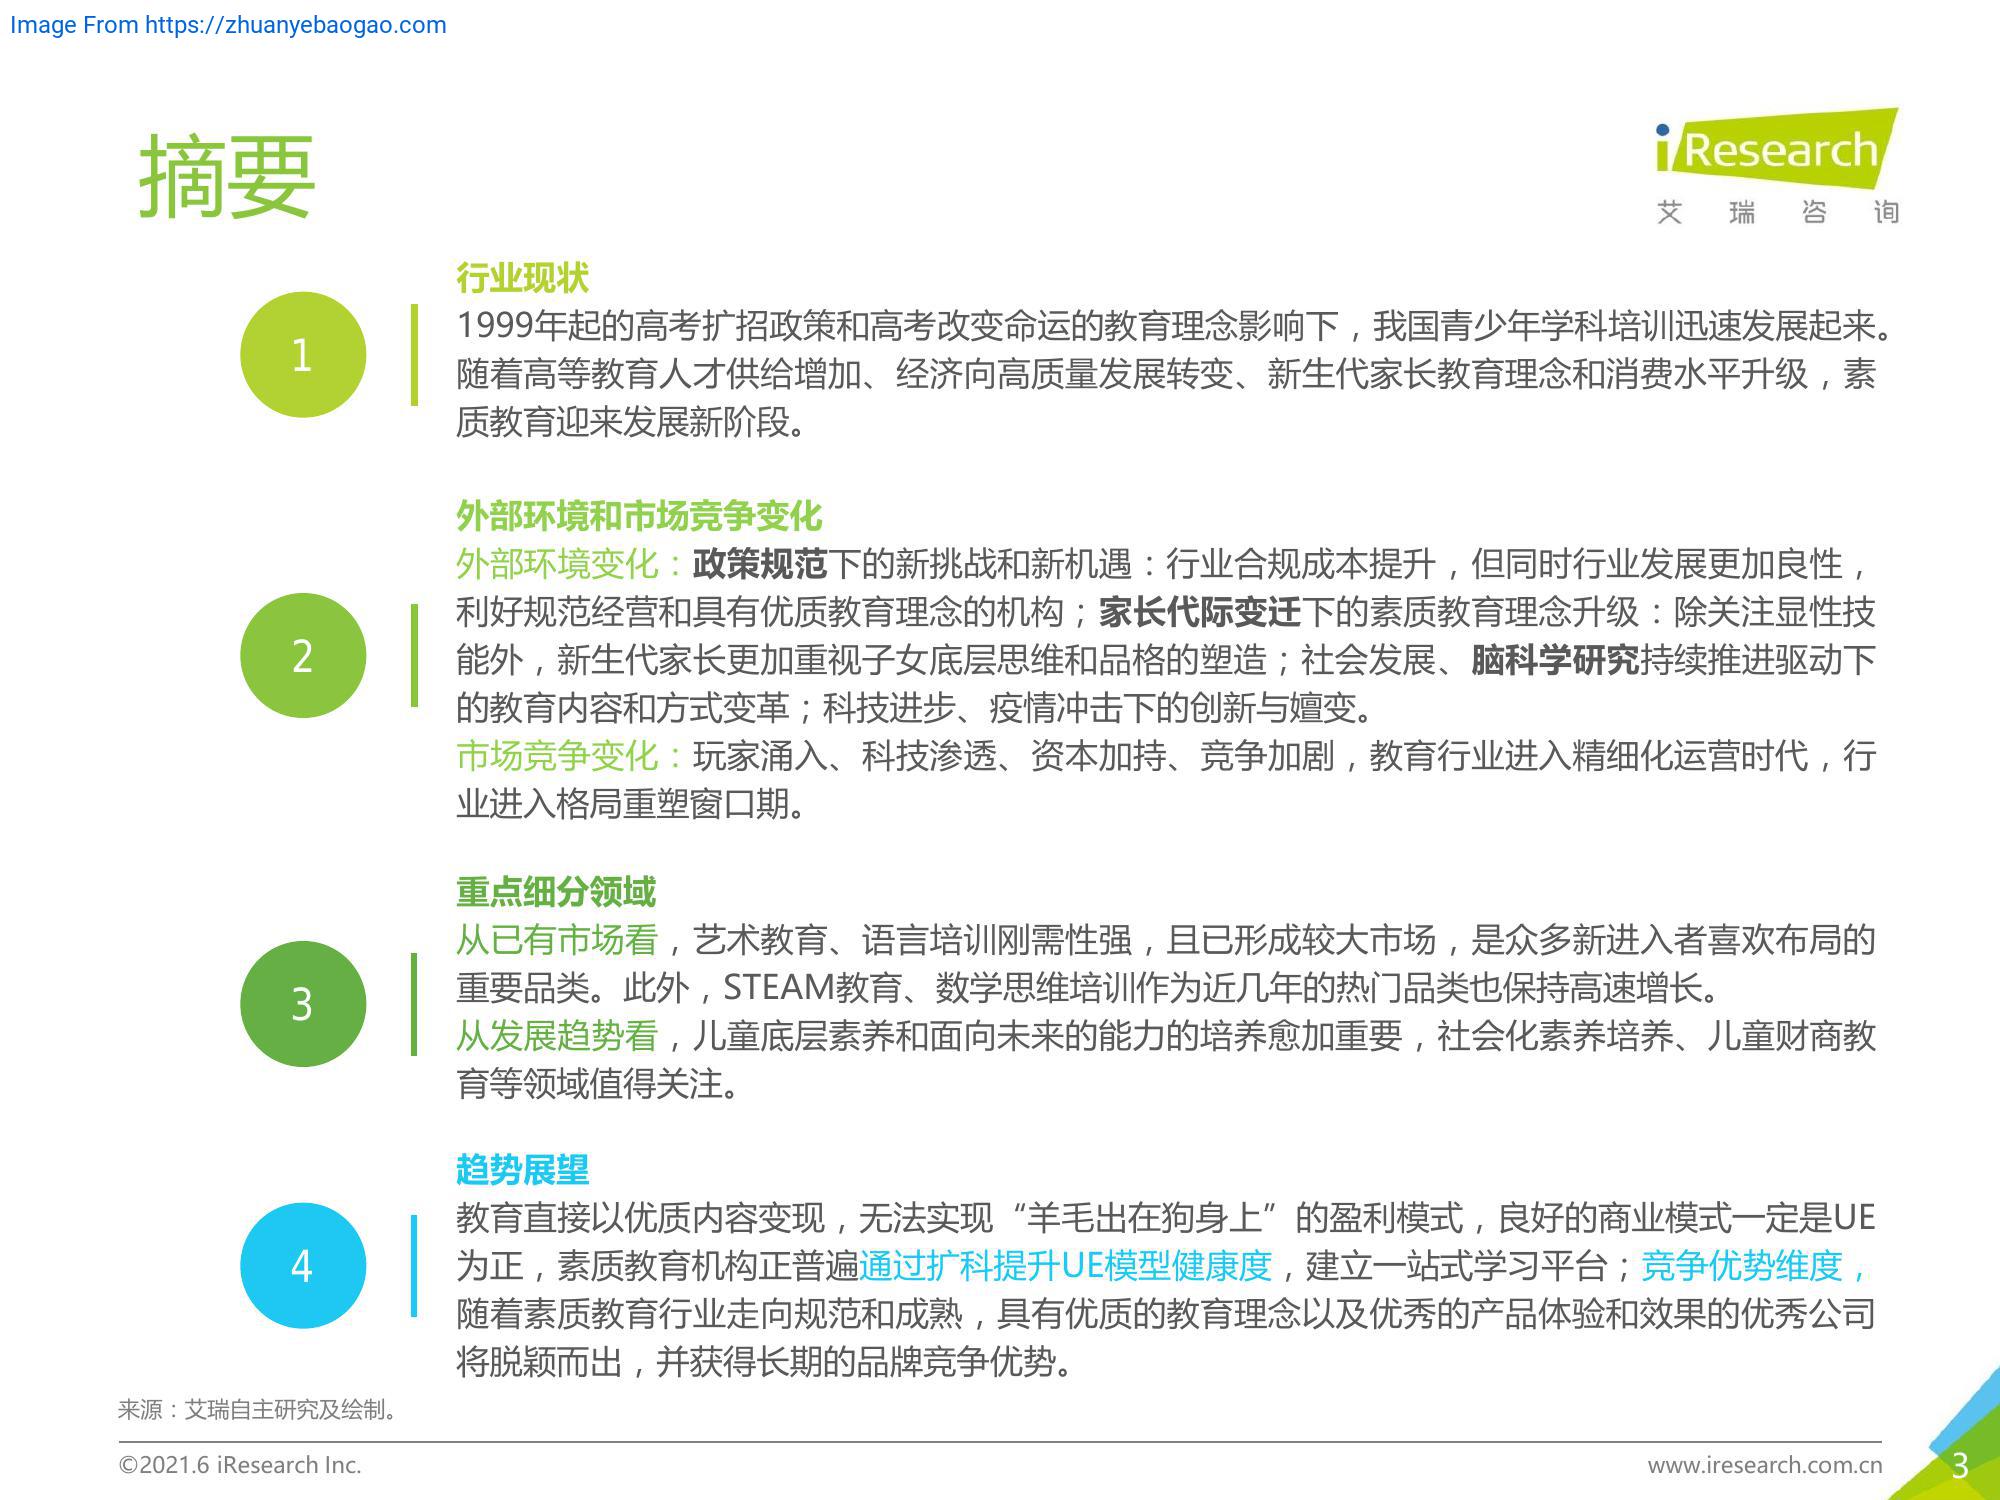 Image From https://zhuanyebaogao.com
摘要
iResearch
艾瑞咨询
行业现状
1
1999年起的高考扩招政策和高考改变命运的教育理念影响下，我国青少年学科培训迅速发展起来。
随着高等教育人才供给增加、经济向高质量发展转变、新生代家长教育理念和消费水平升级，素
质教育迎来发展新阶段。
外部环境和市场竞争变化
2
外部环境变化：政策规范下的新挑战和新机遇：行业合规成本提升，但同时行业发展更加良性，
利好规范经营和具有优质教育理念的机构；家长代际变迁下的素质教育理念升级：除关注显性技
能外，新生代家长更加重视子女底层思维和品格的塑造；社会发展、脑科学研究持续推进驱动下
的教育内容和方式变革；科技进步、疫情冲击下的创新与嬗变。
市场竞争变化：玩家涌入、科技渗透、资本加持、竞争加剧，教育行业进入精细化运营时代，行
业进入格局重塑窗口期。
重点细分领域
3
从已有市场看，艺术教育、语言培训刚需性强，且已形成较大市场，是众多新进入者喜欢布局的
重要品类。此外，STEAM教育、数学思维培训作为近几年的热门品类也保持高速增长。
从发展趋势看，儿童底层素养和面向未来的能力的培养愈加重要，社会化素养培养、儿童财商教
育等领域值得关注。
趋势展望
4
教育直接以优质内容变现，无法实现“羊毛出在狗身上”的盈利模式，良好的商业模式一定是UE
为正，素质教育机构正普遍通过扩科提升UE模型健康度，建立一站式学习平台；竞争优势维度，
随着素质教育行业走向规范和成熟，具有优质的教育理念以及优秀的产品体验和效果的优秀公司
将脱颖而出，并获得长期的品牌竞争优势。
来源：艾瑞自主研究及绘制。
©2021.6 iResearch Inc.
www.iresearch.com.cn
3